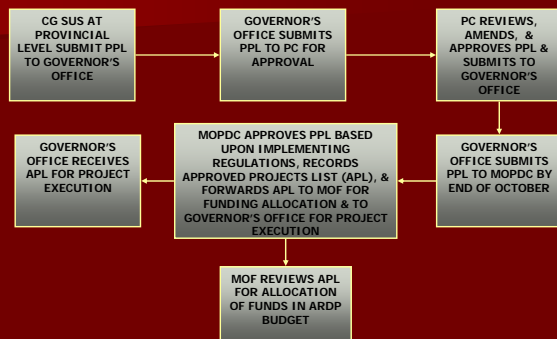 CG SUS AT
PROVINCIAL
LEVEL SUBMIT PPL
TO GOVERNOR'S
OFFICE
GOVERNOR'S
OFFICE SUBMITS
PPL TO PC FOR
APPROVAL
PC REVIEWS,
AMENDS, &
APPROVES PPL &
SUBMITS TO
GOVERNOR'S
OFFICE
GOVERNOR'S
OFFICE SUBMITS
PPL TO MOPDC BY
END OF OCTOBER
MOPDC APPROVES PPL BASED
UPON IMPLEMENTING
REGULATIONS, RECORDS
APPROVED PROJECTS LIST (APL), &
FORWARDS APL TO MOF FOR
FUNDING ALLOCATION & TO
GOVERNOR'S OFFICE FOR PROJECT
EXECUTION
GOVERNOR'S
OFFICE RECEIVES
APL FOR PROJECT
EXECUTION
MOF REVIEWS APL
FOR ALLOCATION
OF FUNDS IN ARDP
BUDGET